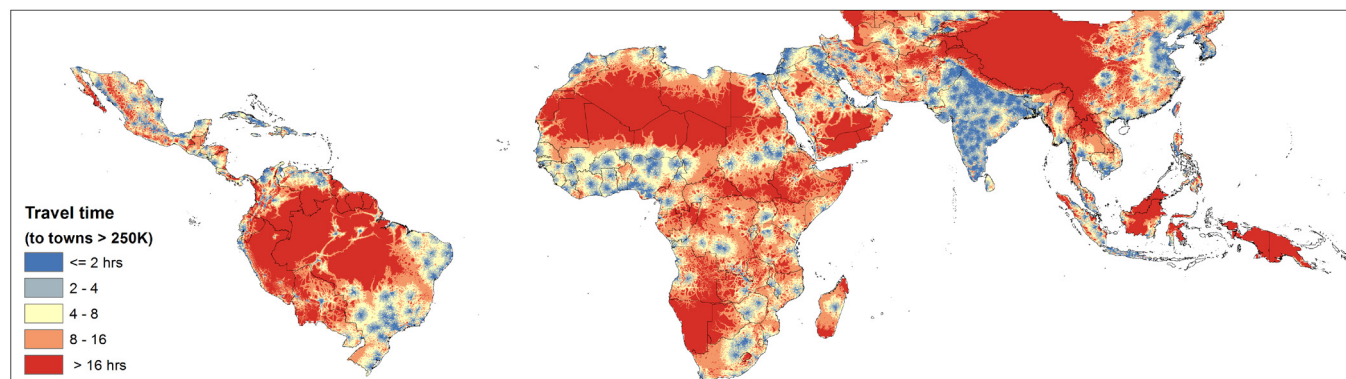 Travel time
(to towns > 250K)
<= 2 hrs
2 - 4
4 - 8
8 - 16
> 16 hrs